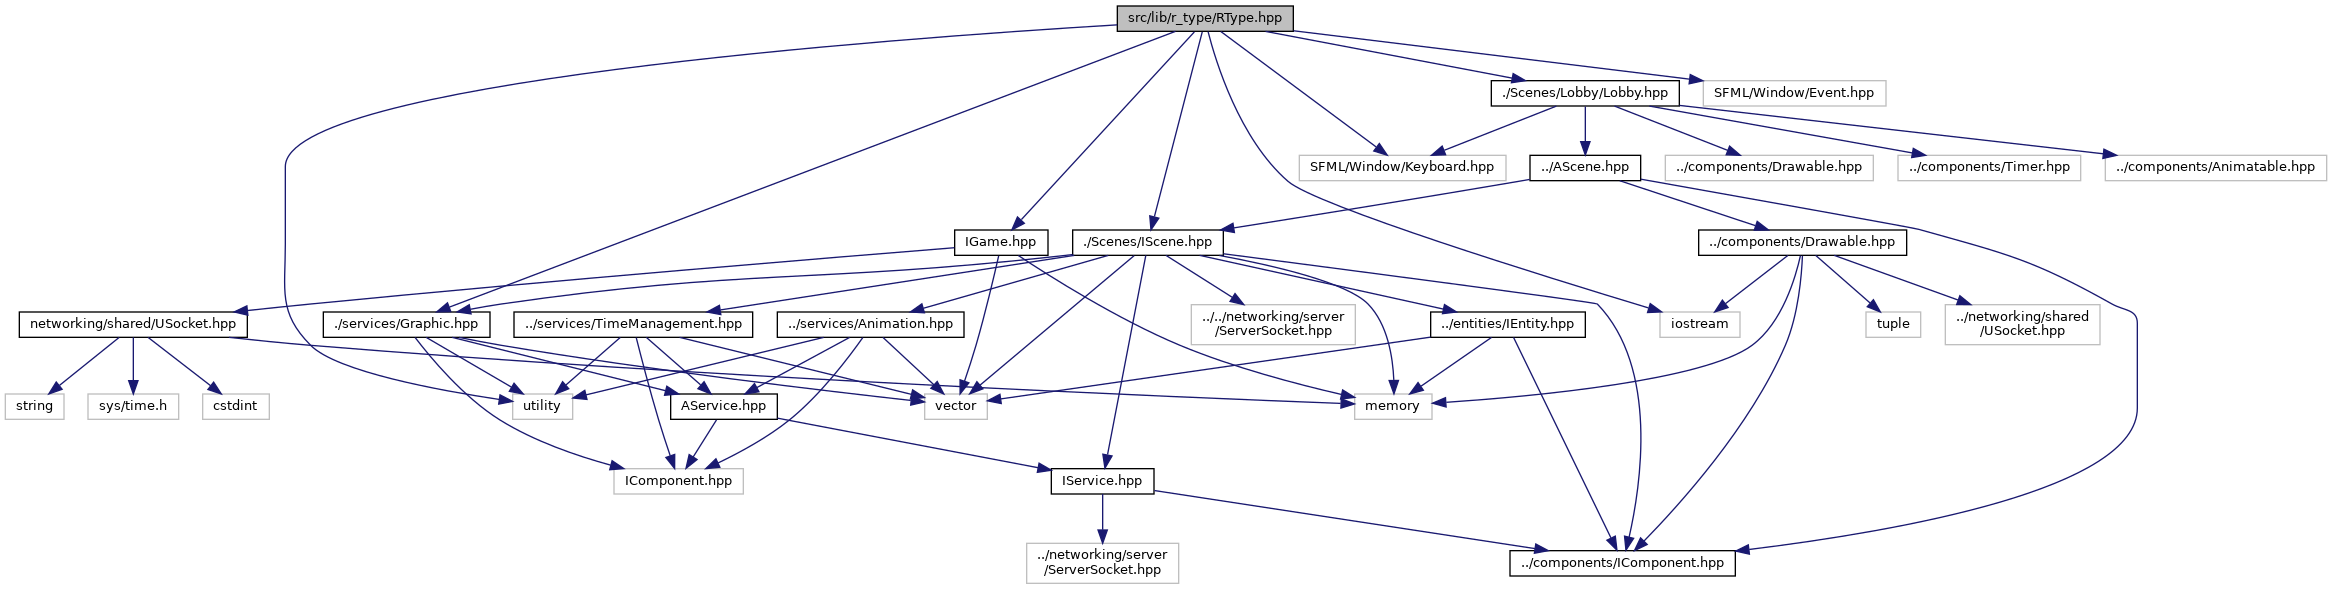 src/lib/r_type/RType.hpp
./Scenes/Lobby/Lobby.hpp
SFML/Window/Event.hpp
SFML/Window/Keyboard.hpp
../AScene.hpp
../components/Drawable.hpp
../components/Timer.hpp
../components/Animatable.hpp
IGame.hpp
./Scenes/IScene.hpp
../components/Drawable.hpp
networking/shared/USocket.hpp
./services/Graphic.hpp
../services/TimeManagement.hpp
../services/Animation.hpp
../../networking/server
/ServerSocket.hpp
../entities/IEntity.hpp
iostream
tuple
../networking/shared
/USocket.hpp
string
sys/time.h
cstdint
utility
AService.hpp
vector
memory
IComponent.hpp
IService.hpp
../networking/server
/ServerSocket.hpp
../components/IComponent.hpp